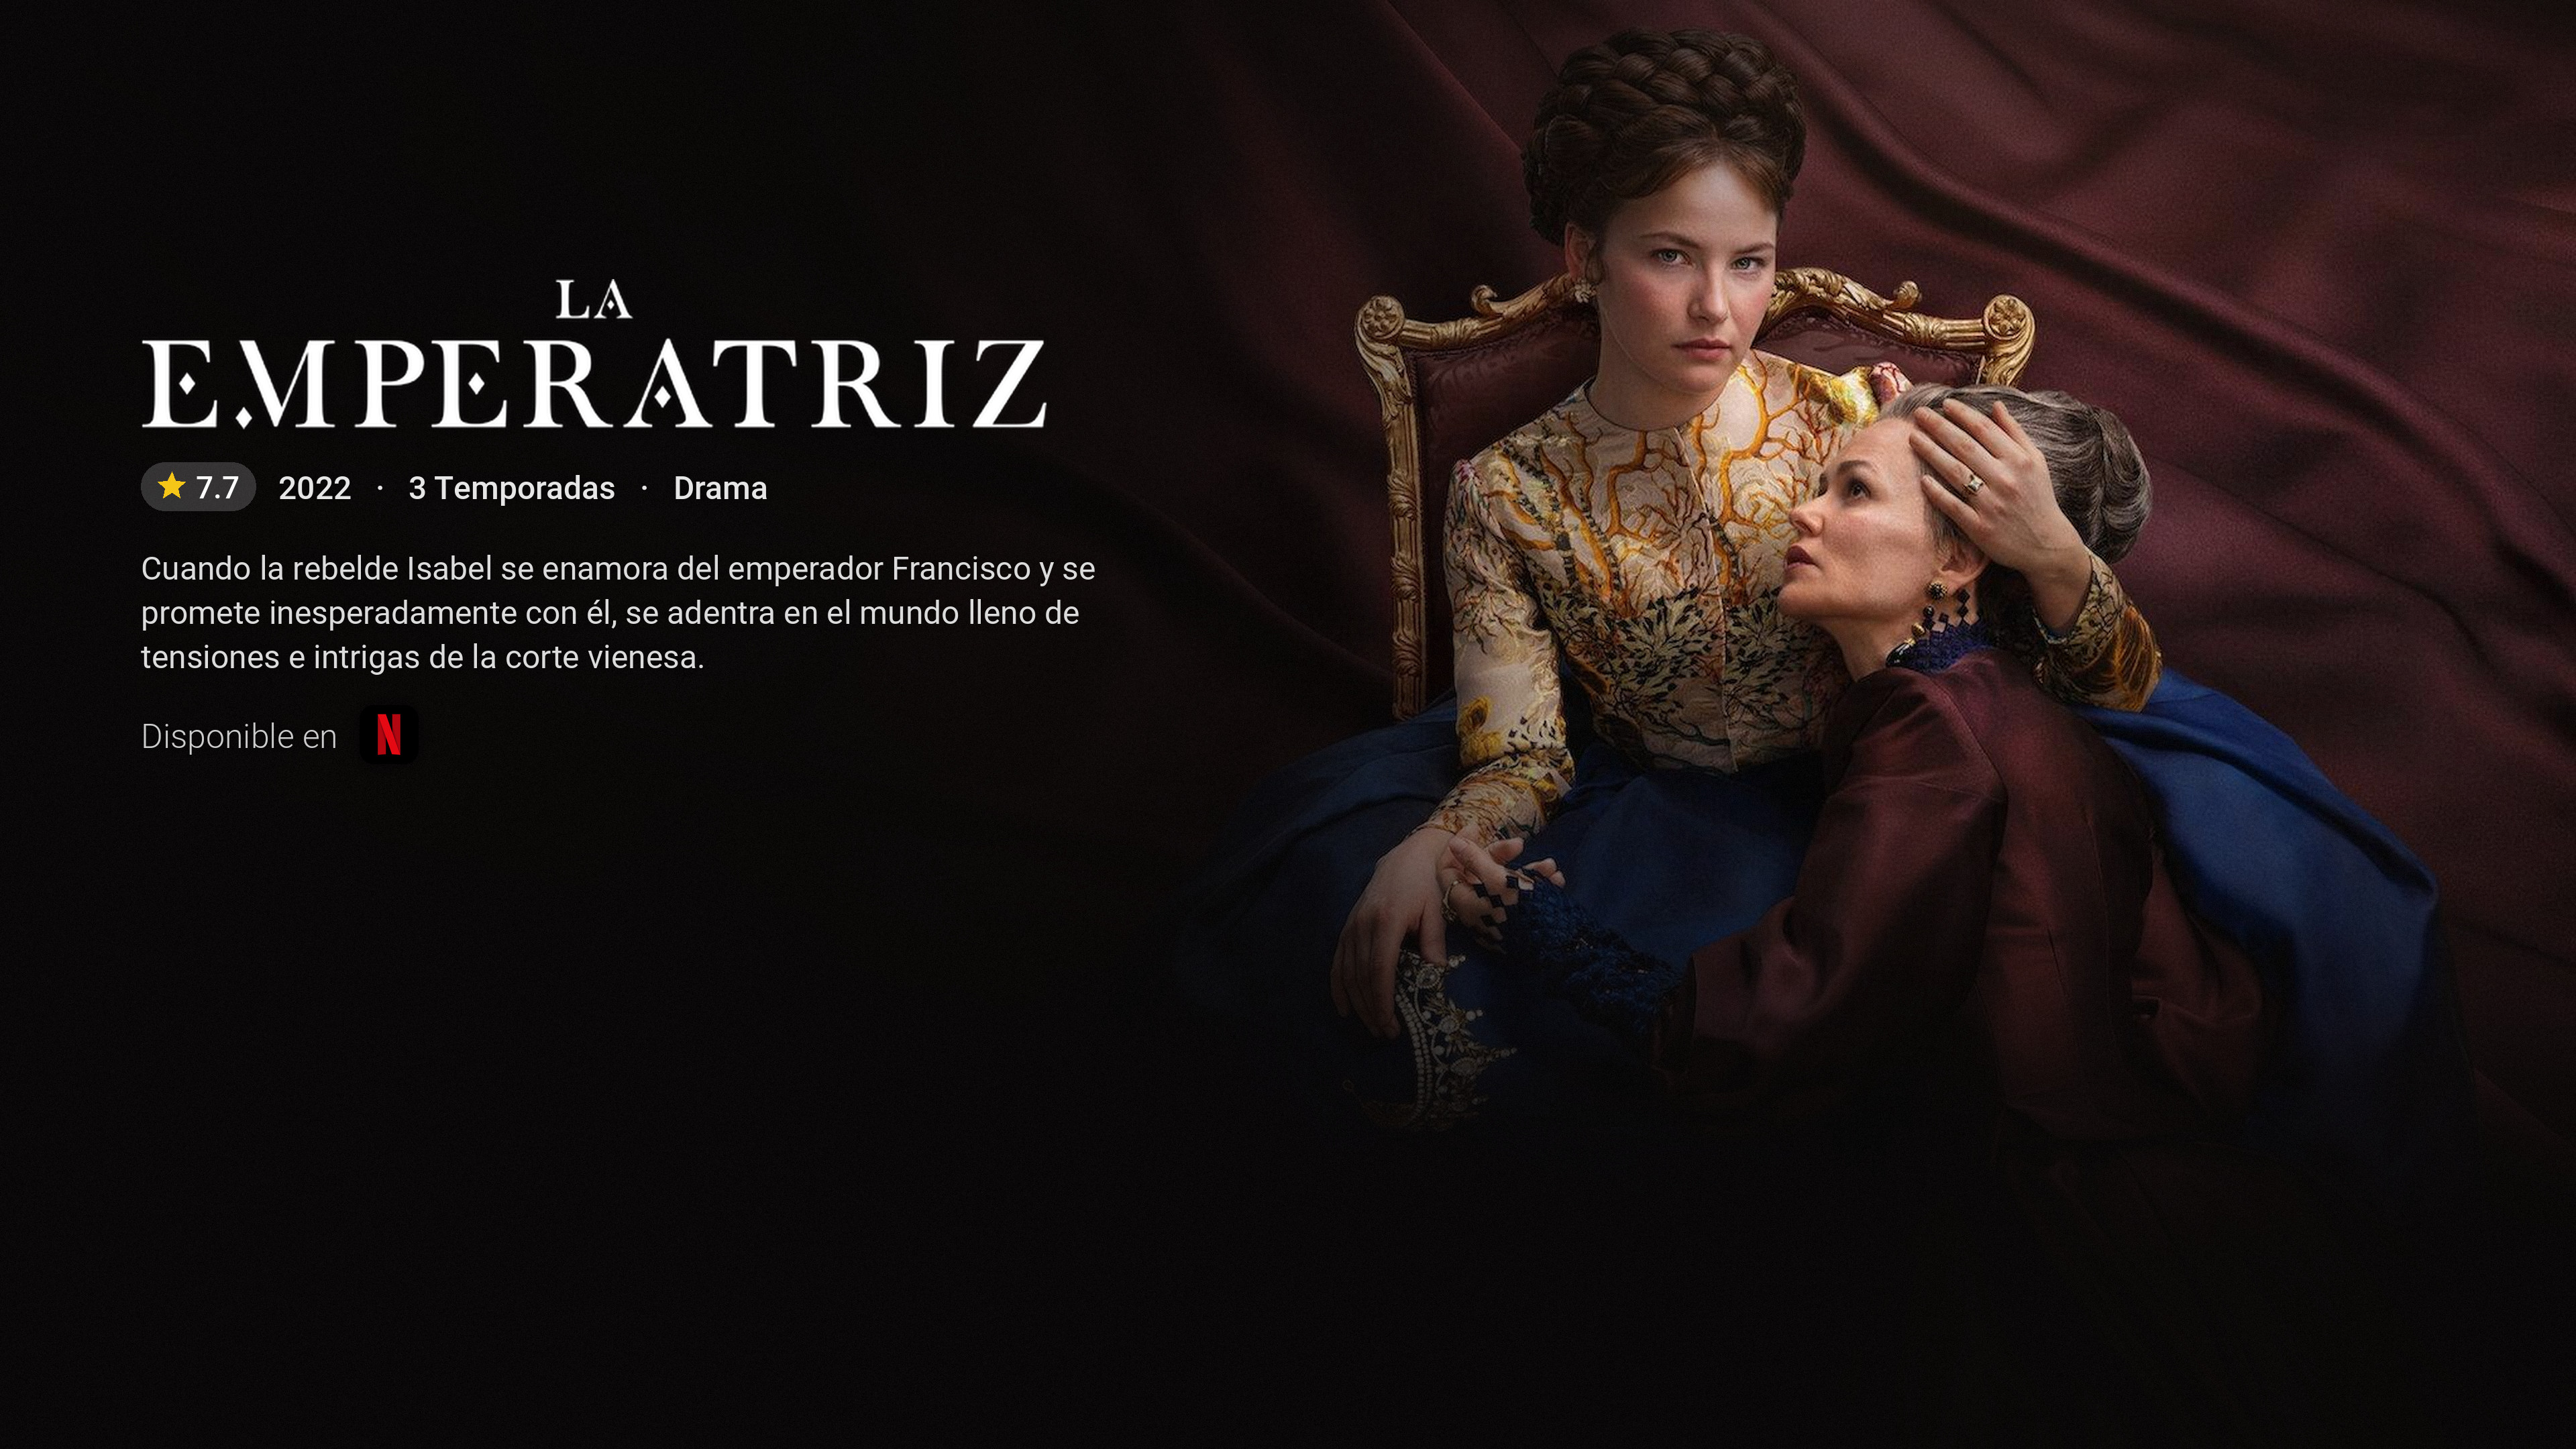 LA
EMPERATRIZ
7.7 2022 · 3 Temporadas · Drama
Cuando la rebelde Isabel se enamora del emperador Francisco y se
promete inesperadamente con él, se adentra en el mundo lleno de
tensiones e intrigas de la corte vienesa.
Disponible en N